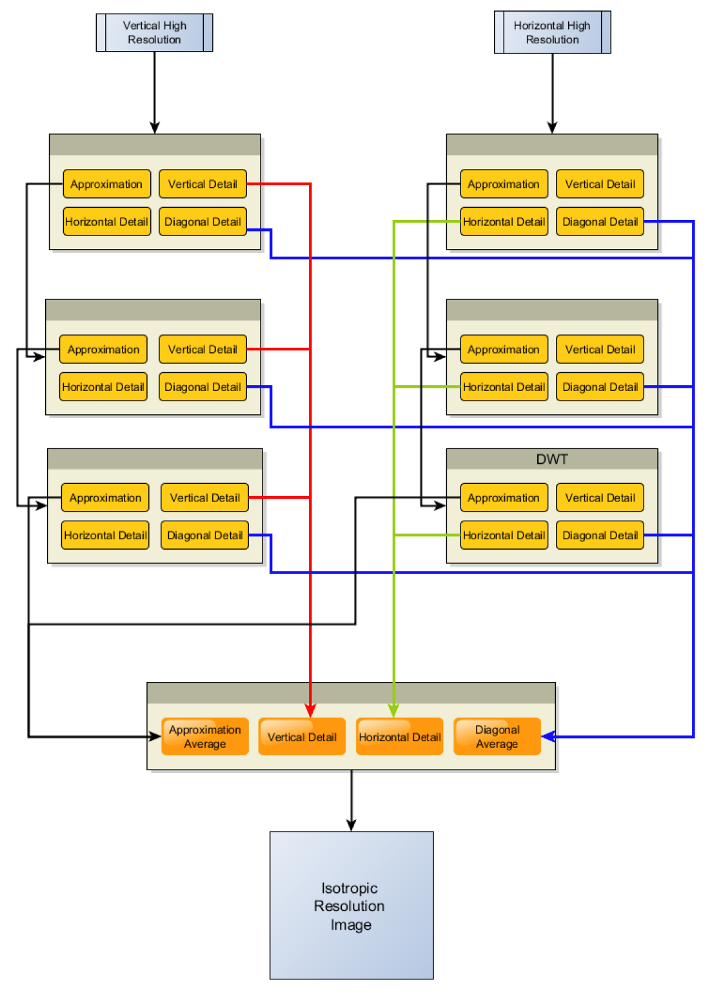 Vertical High
Resolution
Horizontal High
Resolution
Approximation
Vertical Detail
Horizontal Detail
Diagonal Detail
Approximation
Vertical Detail
Horizontal Detail
Diagonal Detail
Approximation
Vertical Detail
Horizontal Detail
Diagonal Detail
Approximation
Vertical Detail
Horizontal Detail
Diagonal Detail
Approximation
Vertical Detail
Horizontal Detail
Diagonal Detail
DWT
Approximation
Vertical Detail
Horizontal Detail
Diagonal Detail
Approximation
Average
Vertical Detail
Horizontal Detail
Diagonal
Average
Isotropic
Resolution
Image